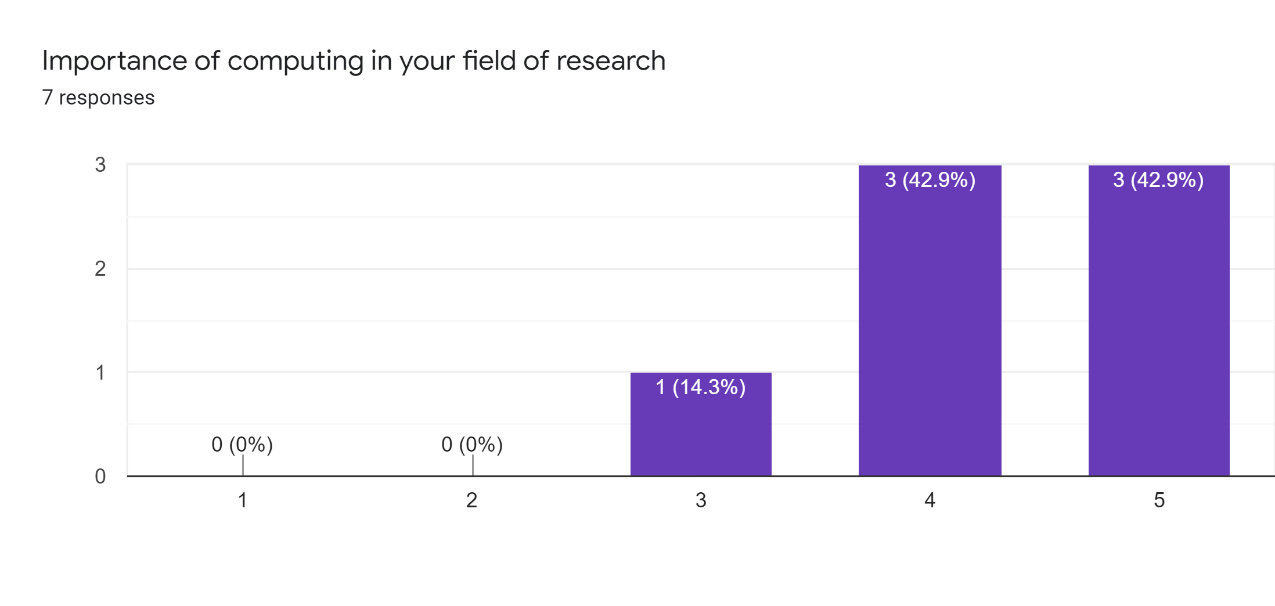 Importance of computing in your field of research
7 responses
3
3 (42.9%) 3 (42.9%)
2
1
1 (14.3%)
0 (0%) 0 (0%)
0
1 2 3 4 5